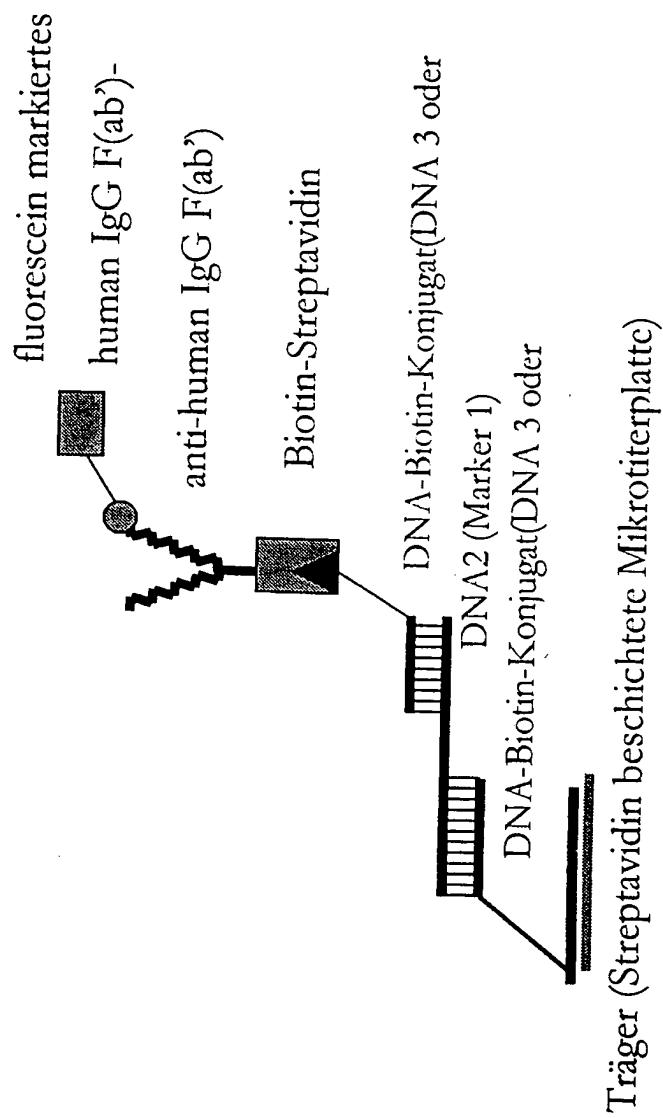 fluorescein markiertes
human IgG F(ab')-
anti-human IgG F(ab')
Biotin-Streptavidin
DNA-Biotin-Konjugat(DNA 3 oder
DNA2 (Marker 1)
DNA-Biotin-Konjugat(DNA 3 oder
Träger (Streptavidin beschichtete Mikrotiterplatte)